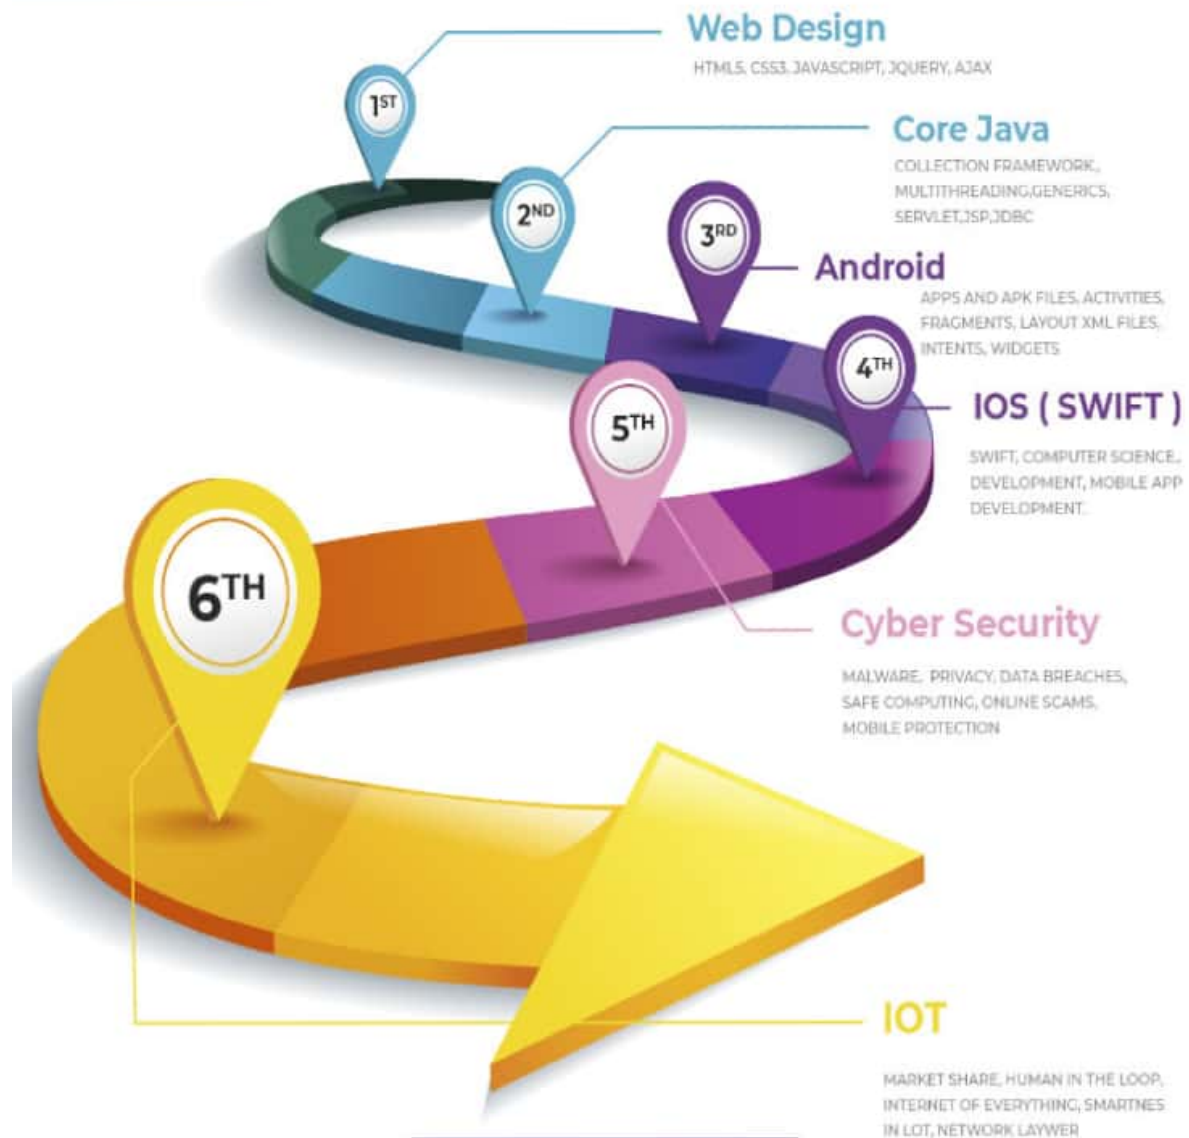 1ST
Web Design
HTML5. CSS3. JAVASCRIPT, JQUERY, AJAX
2ND
Core Java
COLLECTION FRAMEWORK,
MULTITHREADING,GENERICS,
SERVLET,JSP,JDBC
3RD
Android
APPS AND APK FILES, ACTIVITIES,
FRAGMENTS, LAYOUT XML FILES,
INTENTS, WIDGETS
4TH
IOS ( SWIFT )
SWIFT, COMPUTER SCIENCE,
DEVELOPMENT, MOBILE APP
DEVELOPMENT.
5TH
Cyber Security
MALWARE, PRIVACY, DATA BREACHES,
SAFE COMPUTING, ONLINE SCAMS,
MOBILE PROTECTION
6TH
IOT
MARKET SHARE, HUMAN IN THE LOOP,
INTERNET OF EVERYTHING, SMARTNES
IN LOT, NETWORK LAYWER